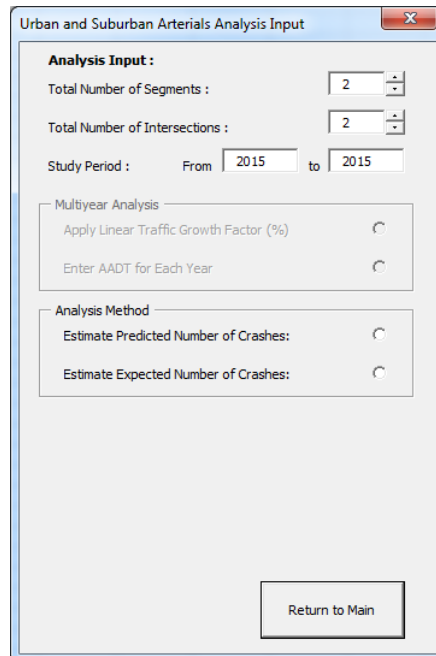 Urban and Suburban Arterials Analysis Input
Analysis Input :
Total Number of Segments : 2
Total Number of Intersections : 2
Study Period : From 2015 to 2015
Multiyear Analysis
Apply Linear Traffic Growth Factor (%)
Enter AADT for Each Year
Analysis Method
Estimate Predicted Number of Crashes:
Estimate Expected Number of Crashes:
Return to Main